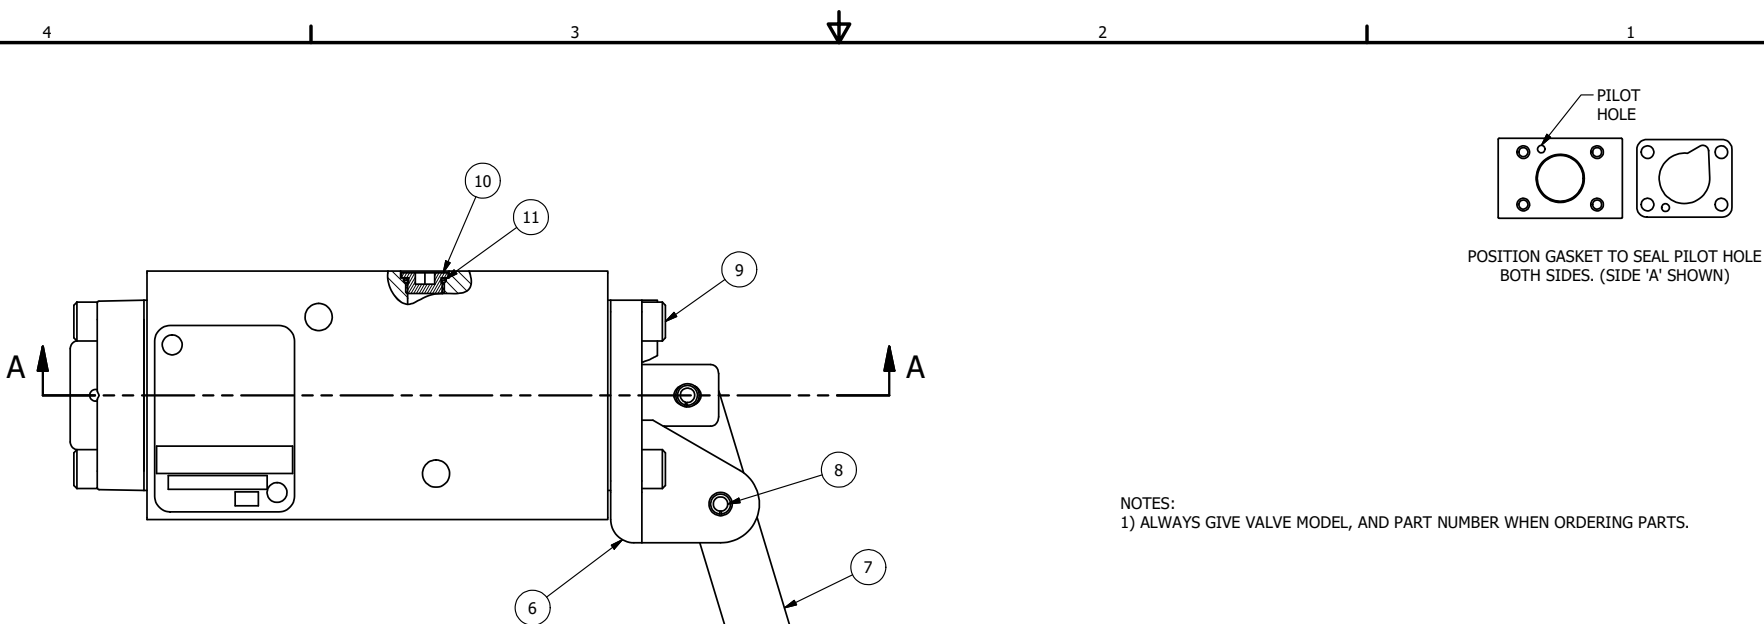 4
3
2
1
PILOT
HOLE
POSITION GASKET TO SEAL PILOT HOLE
BOTH SIDES. (SIDE 'A' SHOWN)
10
11
9
A
A
8
NOTES:
1) ALWAYS GIVE VALVE MODEL, AND PART NUMBER WHEN ORDERING PARTS.
7
6